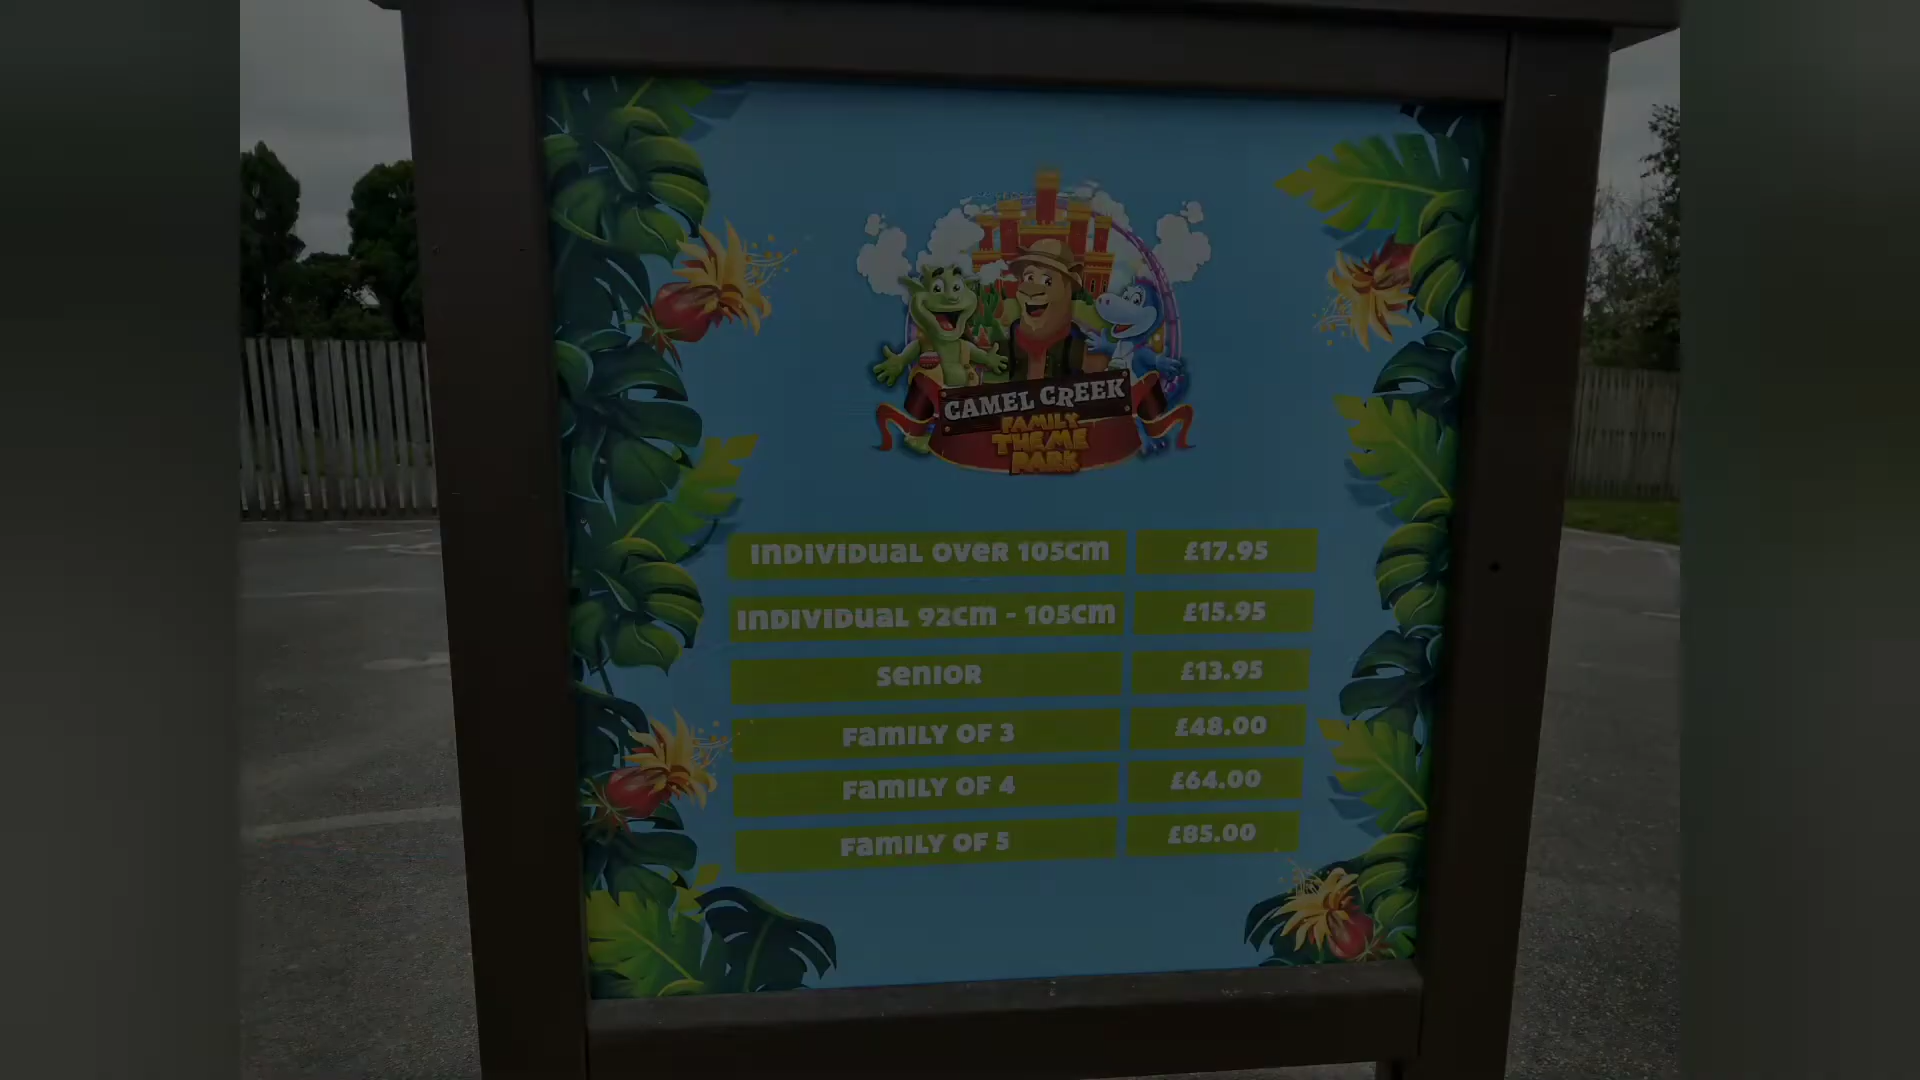 CAMEL CREEK
FAMILY
THEME
PARK
INDIVIDUAL OVER 105CM £17.95
INDIVIDUAL 92CM - 105CM £15.95
SENIOR £13.95
FAMILY OF 3 £48.00
FAMILY OF 4 £64.00
FAMILY OF 5 £85.00